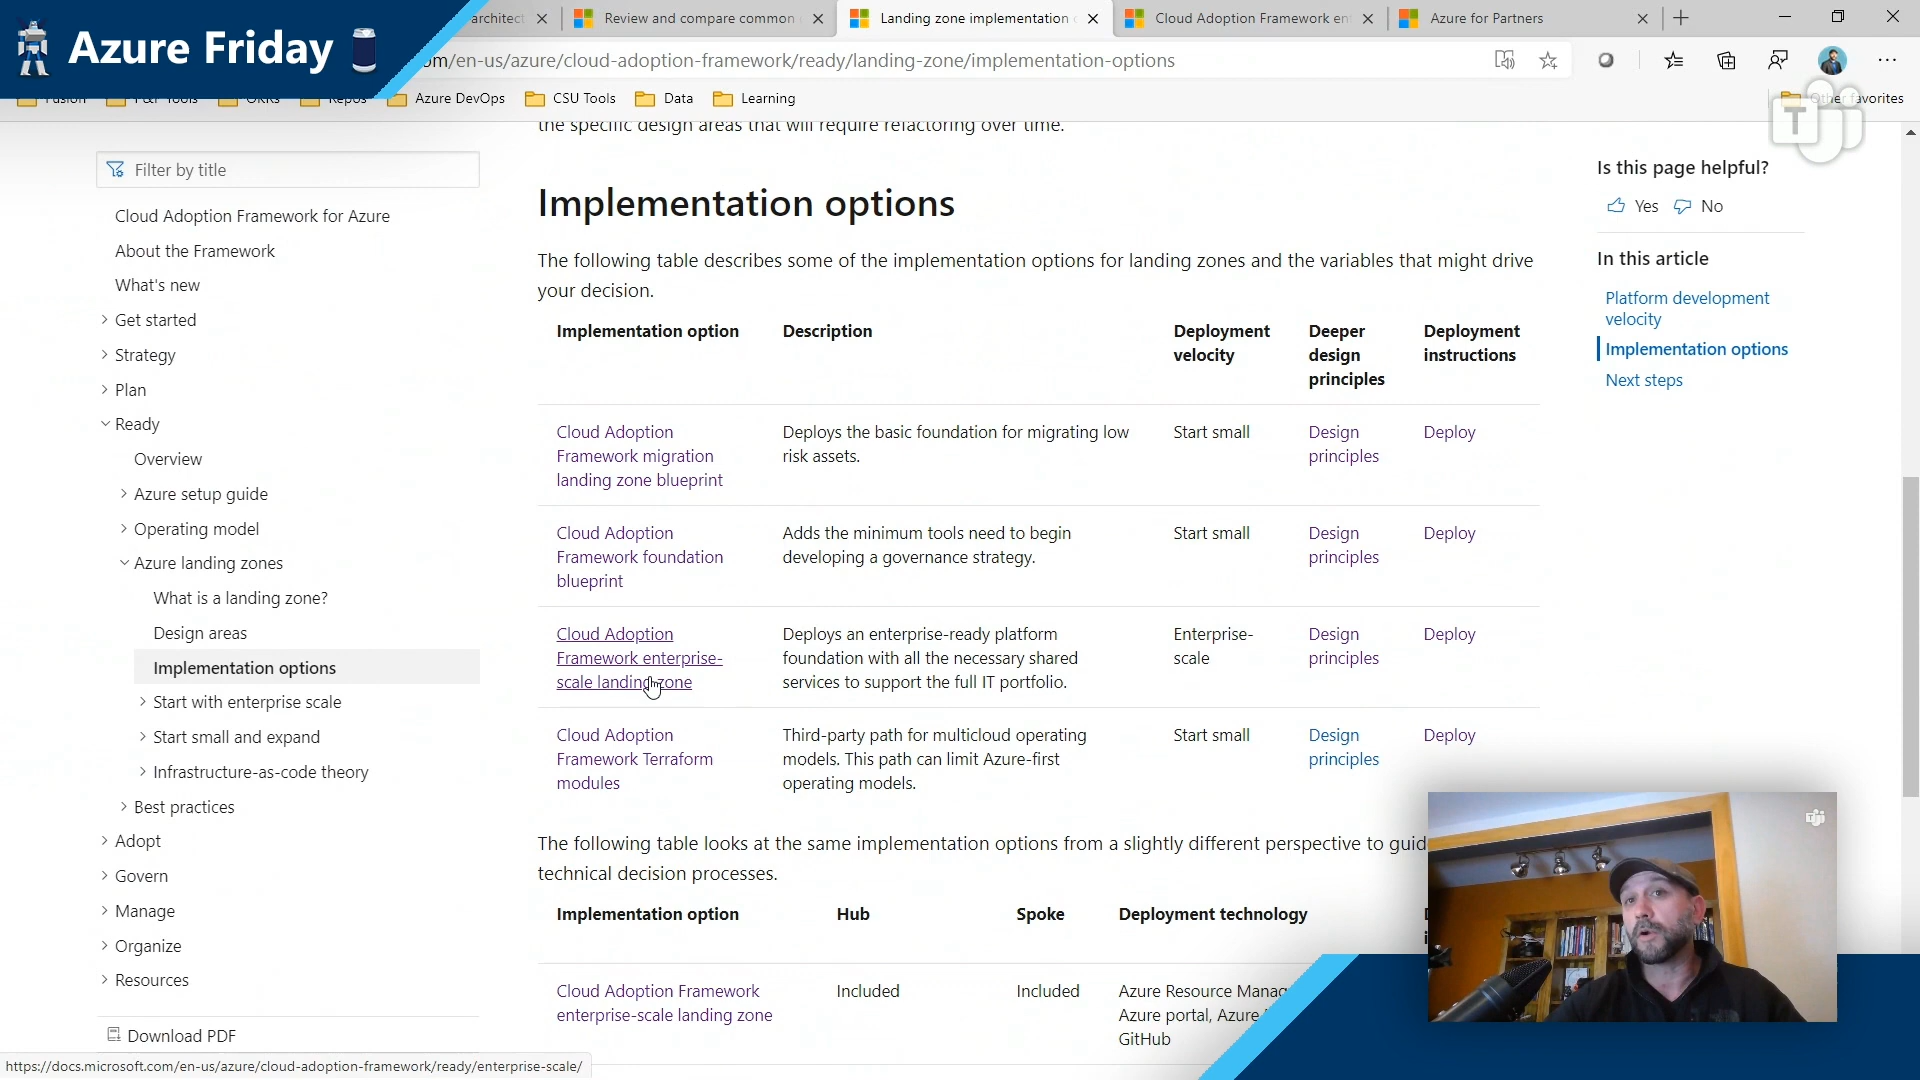 Azure Friday
architect
Review and compare common
Landing zone implementation
Cloud Adoption Framework en
Azure for Partners
om/en-us/azure/cloud-adoption-framework/ready/landing-zone/implementation-options
Azure DevOps
CSU Tools
Data
Learning
Other favorites
the specific design areas that will require refactoring over time.
Filter by title
Cloud Adoption Framework for Azure
About the Framework
What's new
Get started
Strategy
Plan
Ready
Overview
Azure setup guide
Operating model
Azure landing zones
What is a landing zone?
Design areas
Implementation options
Start with enterprise scale
Start small and expand
Infrastructure-as-code theory
Best practices
Adopt
Govern
Manage
Organize
Resources
Download PDF
https://docs.microsoft.com/en-us/azure/cloud-adoption-framework/ready/enterprise-scale/
Implementation options
The following table describes some of the implementation options for landing zones and the variables that might drive
your decision.
Implementation option
Description
Deployment
velocity
Deeper
design
principles
Deployment
instructions
Cloud Adoption
Framework migration
landing zone blueprint
Deploys the basic foundation for migrating low
risk assets.
Start small
Design
principles
Deploy
Cloud Adoption
Framework foundation
blueprint
Adds the minimum tools need to begin
developing a governance strategy.
Start small
Design
principles
Deploy
Cloud Adoption
Framework enterprise-
scale landing zone
Deploys an enterprise-ready platform
foundation with all the necessary shared
services to support the full IT portfolio.
Enterprise-
scale
Design
principles
Deploy
Cloud Adoption
Framework Terraform
modules
Third-party path for multicloud operating
models. This path can limit Azure-first
operating models.
Start small
Design
principles
Deploy
The following table looks at the same implementation options from a slightly different perspective to guid
technical decision processes.
Implementation option
Hub
Spoke
Deployment technology
Cloud Adoption Framework
enterprise-scale landing zone
Included
Included
Azure Resource Manag
Azure portal, Azure
GitHub
Is this page helpful?
Yes
No
In this article
Platform development
velocity
Implementation options
Next steps
T